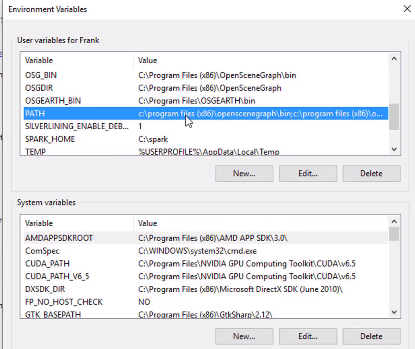 Environment Variables
User variables for Frank
Variable Value
OSG_BIN C:\Program Files (x86)\OpenSceneGraph\bin
OSGDIR C:\Program Files (x86)\OpenSceneGraph
OSGEARTH_BIN C:\Program Files\OSGEARTH\bin
PATH c:\program files (x86)\openscenegraph\bin;c:\program files (x86)\o...
SILVERLINING_ENABLE_DEB... 1
SPARK_HOME C:\spark
TEMP %USERPROFILE%\AppData\Local\Temp
New... Edit... Delete
System variables
Variable Value
AMDAPPSDKROOT C:\Program Files (x86)\AMD APP SDK\3.0\
ComSpec C:\WINDOWS\system32\cmd.exe
CUDA_PATH C:\Program Files\NVIDIA GPU Computing Toolkit\CUDA\v6.5
CUDA_PATH_V6_5 C:\Program Files\NVIDIA GPU Computing Toolkit\CUDA\v6.5
DXSDK_DIR C:\Program Files (x86)\Microsoft DirectX SDK (June 2010)\
FP_NO_HOST_CHECK NO
GTK_BASEPATH C:\Program Files (x86)\GtkSharp\2.12\
New... Edit... Delete